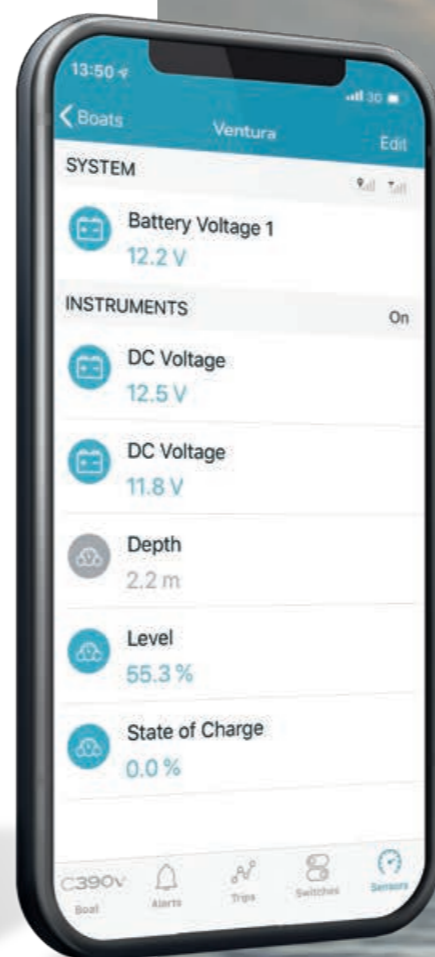 13:50
3G
Boats
Ventura
Edit
SYSTEM
Battery Voltage 1
12.2 V
INSTRUMENTS
On
DC Voltage
12.5 V
DC Voltage
11.8 V
Depth
2.2 m
Level
55.3 %
State of Charge
0.0 %
C390V
Boat
Alerts
Trips
Switches
Sensors